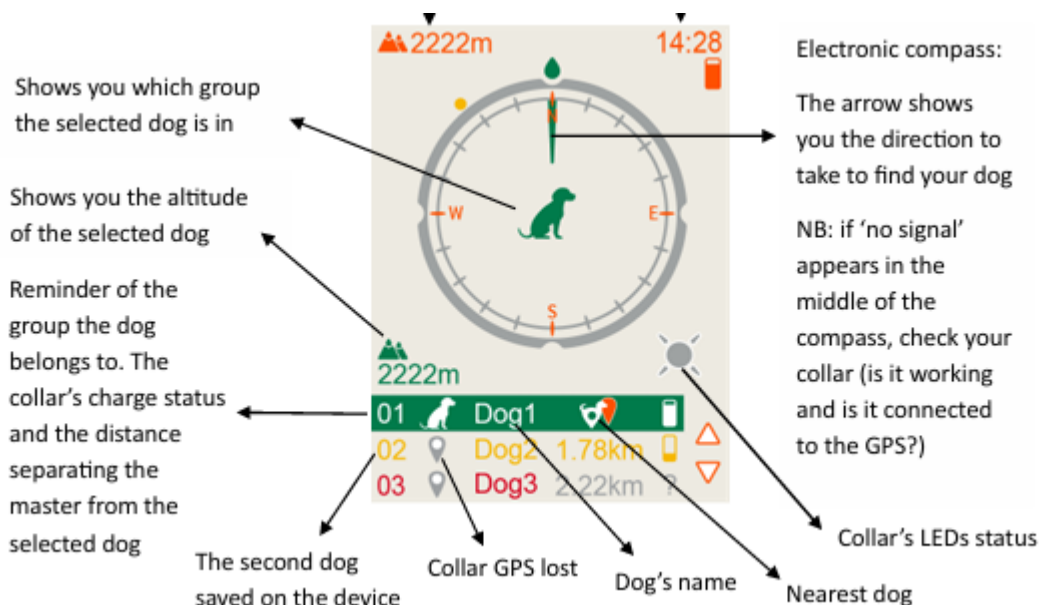 2222m
14:28
Shows you which group
the selected dog is in
Shows you the altitude
of the selected dog
Reminder of the
group the dog
belongs to. The
collar's charge status
and the distance
separating the
master from the
selected dog
N
W
E
S
2222m
01 Dog1
02 Dog2 1.78km
03 Dog3 2.22km ?
Electronic compass:
The arrow shows
you the direction to
take to find your dog
NB: if 'no signal'
appears in the
middle of the
compass, check your
collar (is it working
and is it connected
to the GPS?)
The second dog
saved on the device
Collar GPS lost
Dog's name
Nearest dog
Collar's LEDs status